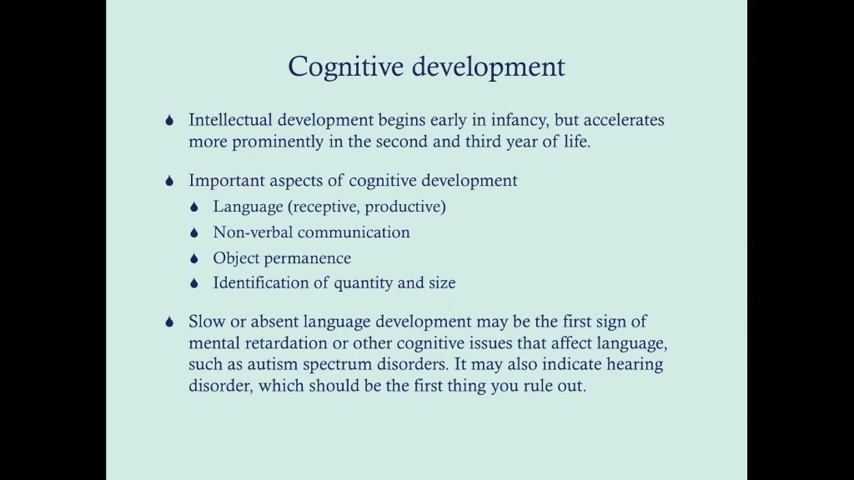 Cognitive development
Intellectual development begins early in infancy, but accelerates
more prominently in the second and third year of life.
Important aspects of cognitive development
Language (receptive, productive)
Non-verbal communication
Object permanence
Identification of quantity and size
Slow or absent language development may be the first sign of
mental retardation or other cognitive issues that affect language,
such as autism spectrum disorders. It may also indicate hearing
disorder, which should be the first thing you rule out.